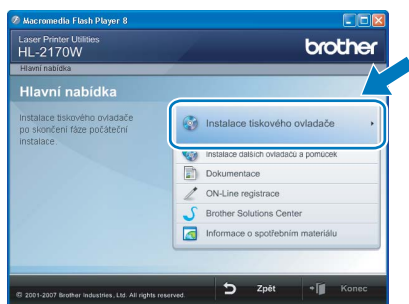 Macromedia Flash Player 8
Laser Printer Utilities
HL-2170W
brother
Hlavní nabídka
Hlavní nabídka
Instalace tiskového ovladače
po skončení fáze počáteční
instalace.
Instalace tiskového ovladače
Instalace dalších ovladačů a pomůcek
Dokumentace
ON-Line registrace
Brother Solutions Center
Informace o spotřebním materiálu
© 2001-2007 Brother Industries, Ltd. All rights reserved.
Zpět
Konec